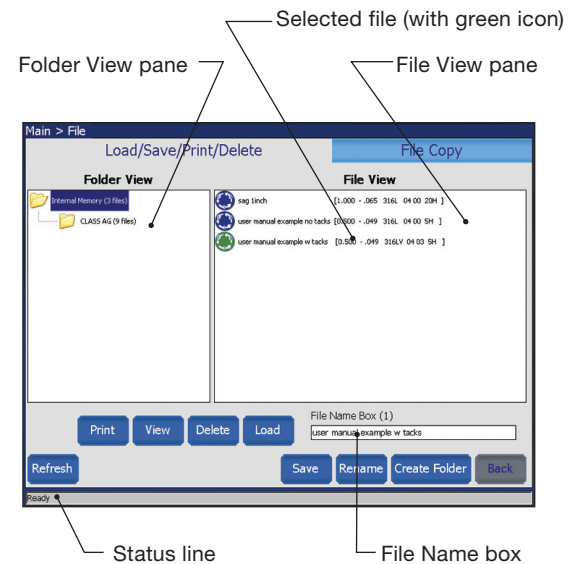 Selected file (with green icon)
Folder View pane
File View pane
Main > File
Load/Save/Print/Delete
File Copy
Folder View
File View
Internal Memory (3 files)
CLASS AG (9 files)
sag 1inch [1.000 - .065 316L 04 00 20H ]
user manual example no tacks [0.500 - .049 316L 04 00 5H ]
user manual example w tacks [0.500 - .049 316LV 04 03 5H ]
File Name Box (1)
Print
View
Delete
Load
user manual example w tacks
Refresh
Save
Rename
Create Folder
Back
Ready
Status line
File Name box